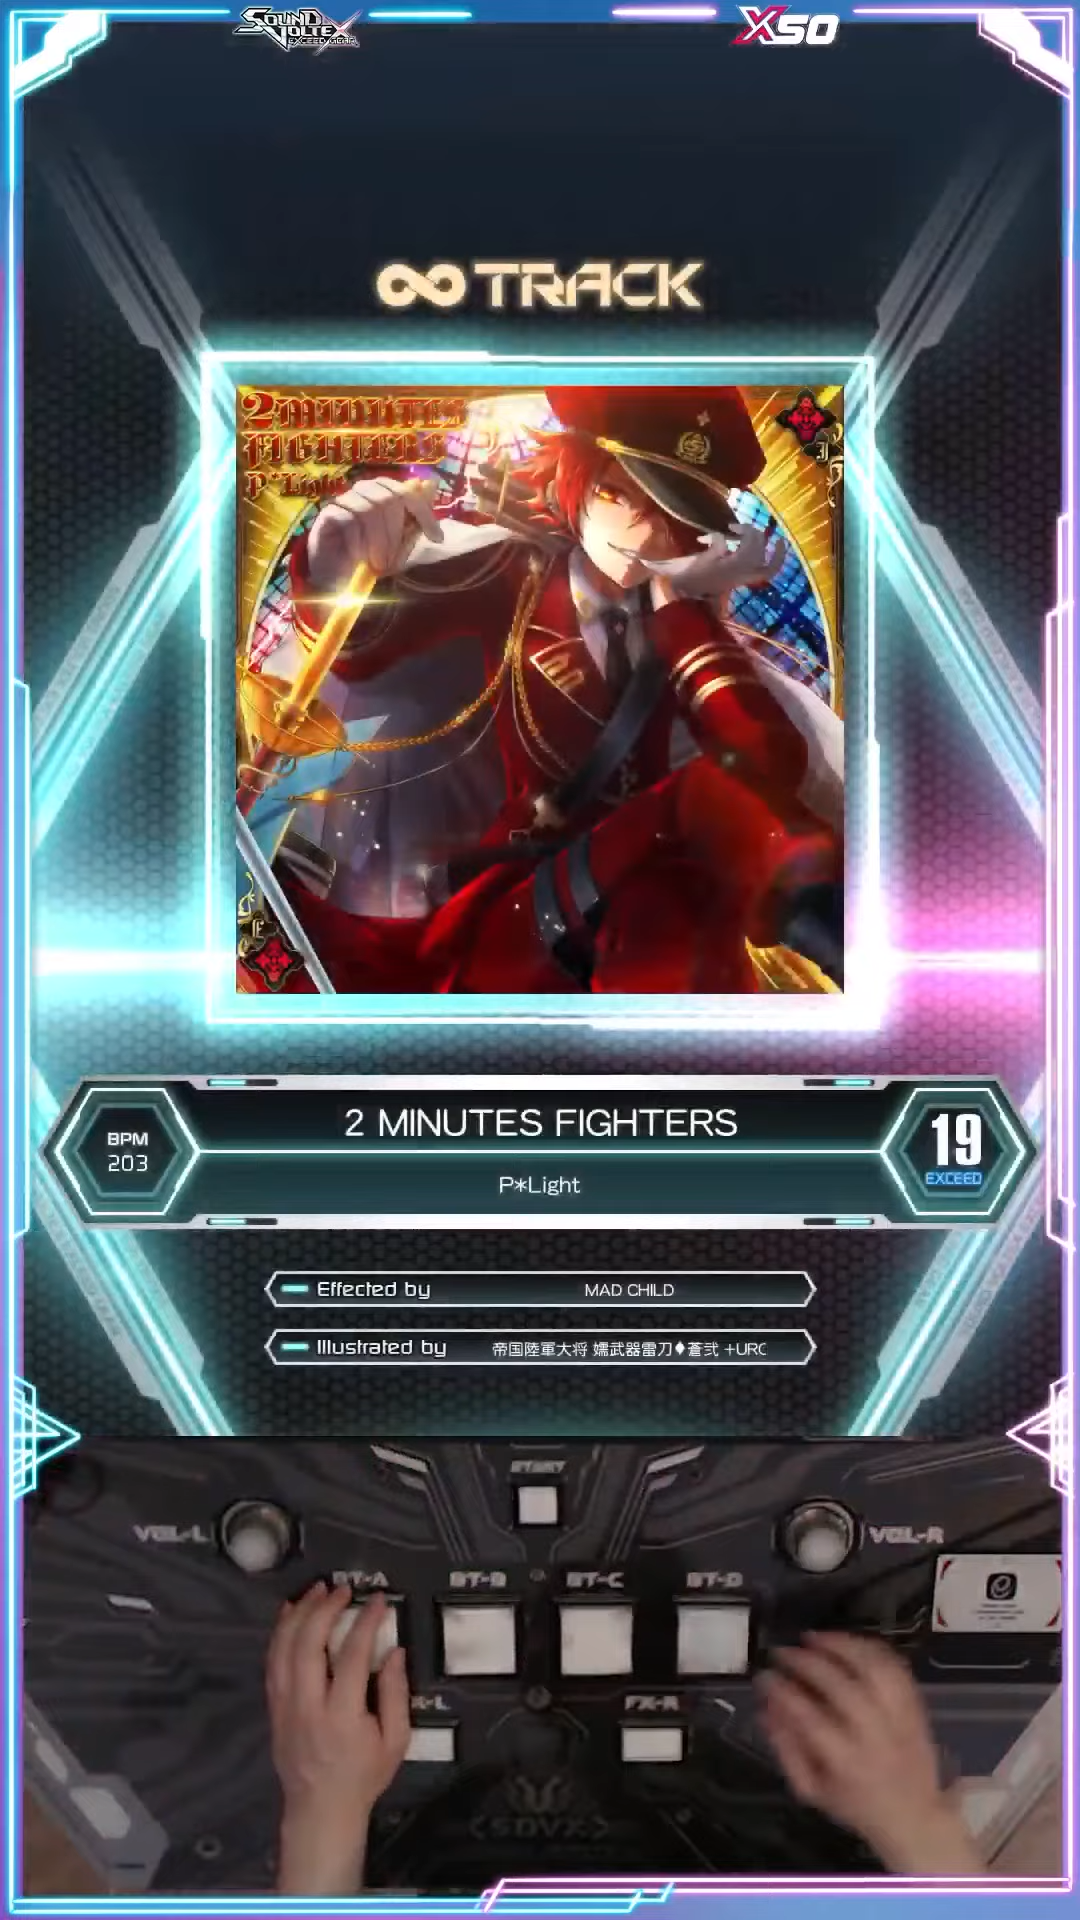 SOUND VOLTEX
EXCEED GEAR
X50
∞TRACK
2 MINUTES
FIGHTERS
P*Light
J
E
BPM
203
2 MINUTES FIGHTERS
P*Light
19
EXCEED
Effected by
MAD CHILD
Illustrated by
帝国陸軍大将 嬬武器雷刀♦蒼弐 +URC
START
VOL-L
VOL-R
BT-A
BT-B
BT-C
BT-D
X-L
FX-R
SDVX